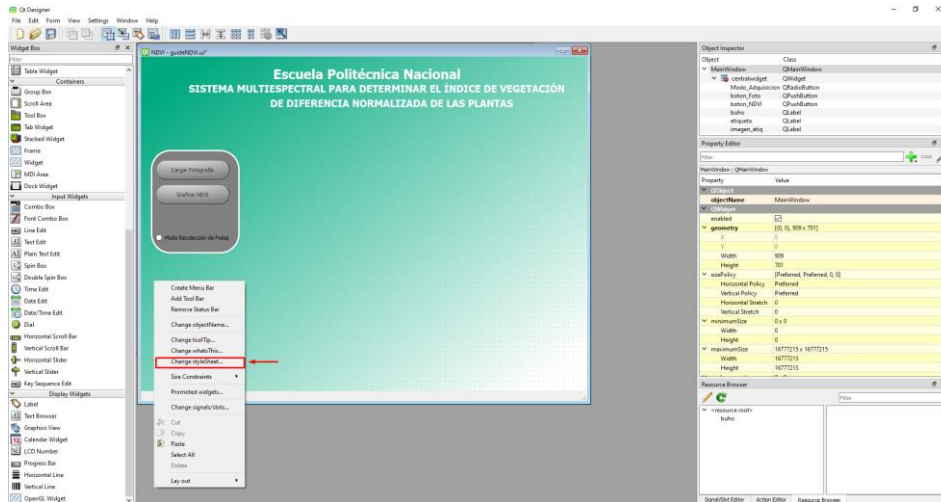 Qt Designer
File Edit Form View Settings Window Help
Widget Box
Filter
Table Widget
Containers
Group Box
Scroll Area
Tool Box
Tab Widget
Stacked Widget
Frame
Widget
MDI Area
Dock Widget
Input Widgets
Combo Box
Font Combo Box
Line Edit
Text Edit
Plain Text Edit
Spin Box
Double Spin Box
Time Edit
Date Edit
Date/Time Edit
Dial
Horizontal Scroll Bar
Vertical Scroll Bar
Horizontal Slider
Vertical Slider
Key Sequence Edit
Display Widgets
Label
Text Browser
Graphics View
Calendar Widget
LCD Number
Progress Bar
Horizontal Line
Vertical Line
OpenGL Widget
NDVI - guideNDVI.ui*
Escuela Politécnica Nacional
SISTEMA MULTIESPECTRAL PARA DETERMINAR EL ÍNDICE DE VEGETACIÓN
DE DIFERENCIA NORMALIZADA DE LAS PLANTAS
Cargar Fotografía
Graficar NDVI
Modo Recolección de Fotos
Create Menu Bar
Add Tool Bar
Remove Status Bar
Change objectName...
Change toolTip...
Change whatsThis...
Change styleSheet...
Size Constraints
Promoted widgets...
Change signals/slots...
Cut
Copy
Paste
Select All
Delete
Lay out
Object Inspector
Object Class
MainWindow QMainWindow
centralwidget QWidget
Modo_Adquisicion QRadioButton
boton_Foto QPushButton
boton_NDVI QPushButton
buho QLabel
etiqueta QLabel
imagen_etiq QLabel
Property Editor
Filter
MainWindow : QMainWindow
Property Value
QObject
objectName MainWindow
QWidget
enabled
geometry [(0, 0), 909 x 701]
X 0
Y 0
Width 909
Height 701
sizePolicy [Preferred, Preferred, 0, 0]
Horizontal Policy Preferred
Vertical Policy Preferred
Horizontal Stretch 0
Vertical Stretch 0
minimumSize 0 x 0
Width 0
Height 0
maximumSize 16777215 x 16777215
Width 16777215
Height 16777215
Resource Browser
Filter
<resource root>
buho
Signal/Slot Editor Action Editor Resource Browser